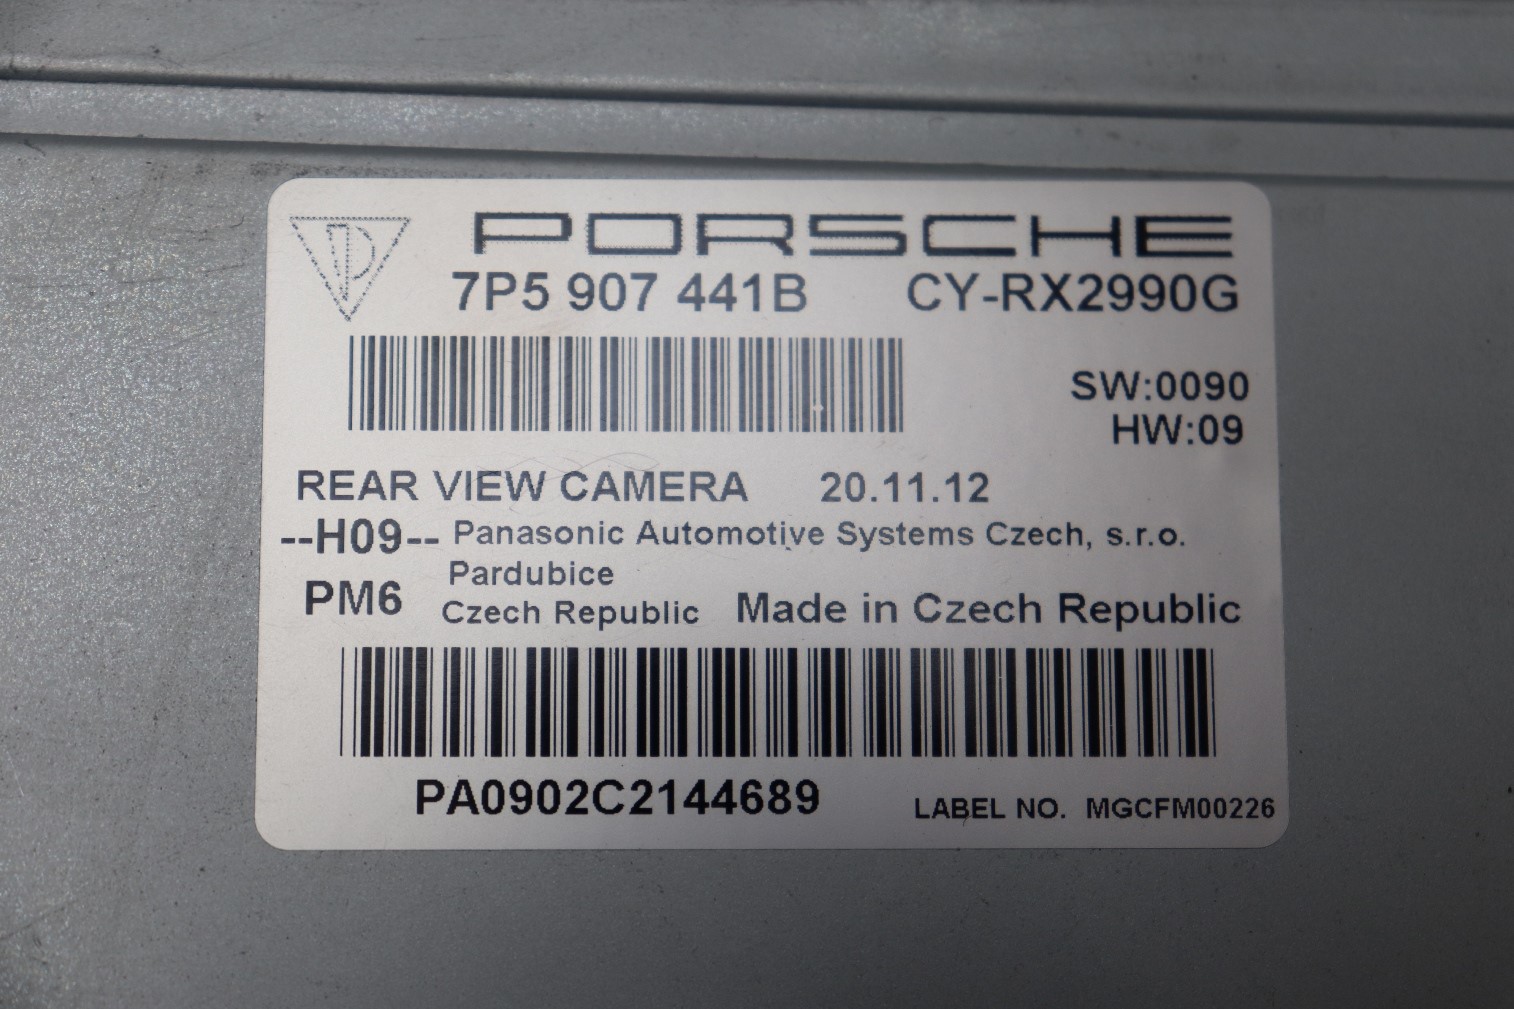 PORSCHE
7P5 907 441B CY-RX2990G
SW:0090
HW:09
REAR VIEW CAMERA 20.11.12
--H09-- Panasonic Automotive Systems Czech, s.r.o.
Pardubice
PM6 Czech Republic Made in Czech Republic
PA0902C2144689 LABEL NO. MGCFM00226